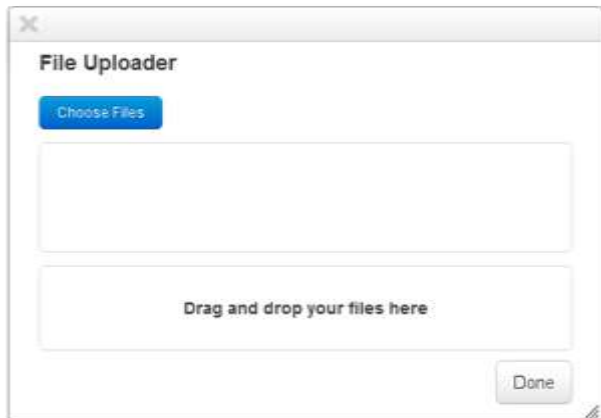 File Uploader
Choose Files
Drag and drop your files here
Done